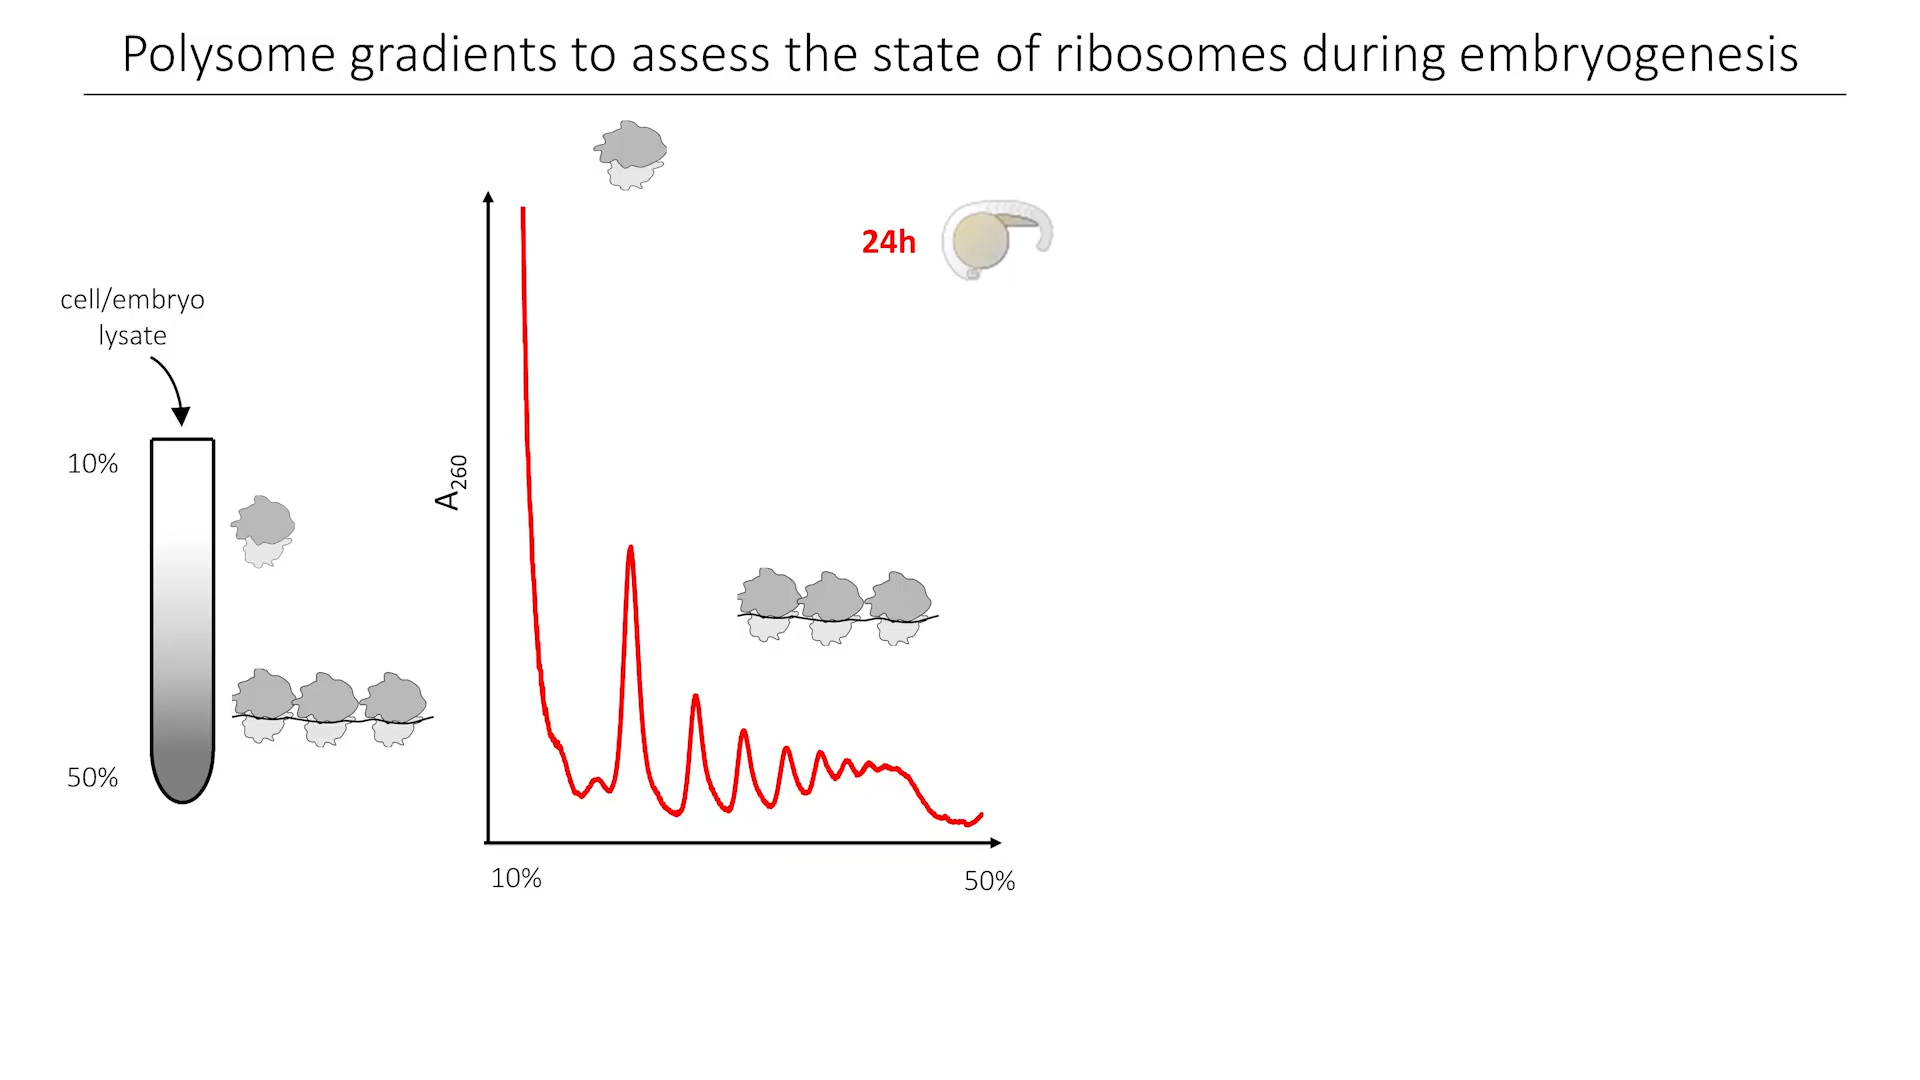 Polysome gradients to assess the state of ribosomes during embryogenesis
24h
cell/embryo
lysate
10%
50%
A260
10%
50%